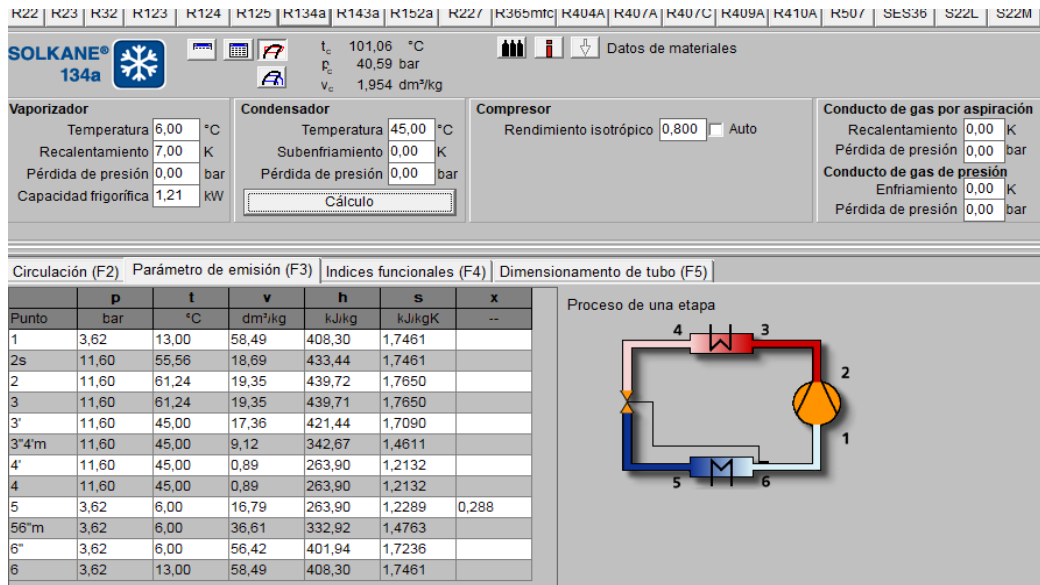 R22 R23 R32 R123 R124 R125 R134a R143a R152a R227 R365mfc R404A R407A R407C R409A R410A R507 SES36 S22L S22M
SOLKANE®
134a
tc 101,06 °C
pc 40,59 bar
vc 1,954 dm³/kg
Datos de materiales
Vaporizador
Temperatura 6,00 °C
Recalentamiento 7,00 K
Pérdida de presión 0,00 bar
Capacidad frigorífica 1,21 kW
Condensador
Temperatura 45,00 °C
Subenfriamiento 0,00 K
Pérdida de presión 0,00 bar
Cálculo
Compresor
Rendimiento isotrópico 0,800 Auto
Conducto de gas por aspiración
Recalentamiento 0,00 K
Pérdida de presión 0,00 bar
Conducto de gas de presión
Enfriamiento 0,00 K
Pérdida de presión 0,00 bar
Circulación (F2) Parámetro de emisión (F3) Indices funcionales (F4) Dimensionamento de tubo (F5)
p t v h s x
Punto bar °C dm³/kg kJ/kg kJ/kgK --
1 3,62 13,00 58,49 408,30 1,7461
2s 11,60 55,56 18,69 433,44 1,7461
2 11,60 61,24 19,35 439,72 1,7650
3 11,60 61,24 19,35 439,71 1,7650
3' 11,60 45,00 17,36 421,44 1,7090
3"4'm 11,60 45,00 9,12 342,67 1,4611
4' 11,60 45,00 0,89 263,90 1,2132
4 11,60 45,00 0,89 263,90 1,2132
5 3,62 6,00 16,79 263,90 1,2289 0,288
56"m 3,62 6,00 36,61 332,92 1,4763
6" 3,62 6,00 56,42 401,94 1,7236
6 3,62 13,00 58,49 408,30 1,7461
Proceso de una etapa
4 3
2
1
5 6